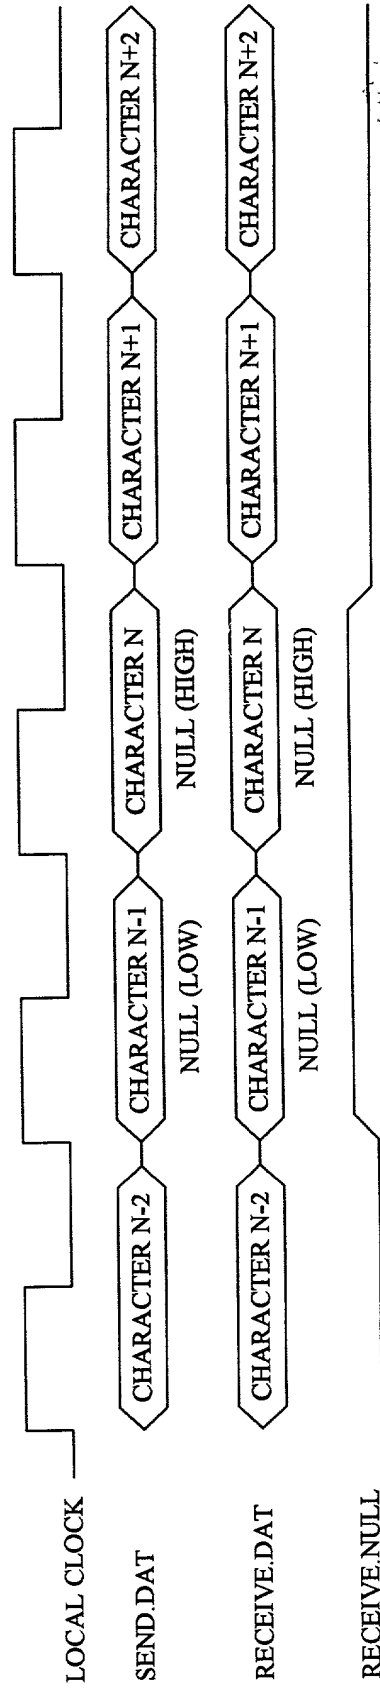 LOCAL CLOCK
SEND.DAT
CHARACTER N-2
CHARACTER N-1
CHARACTER N
CHARACTER N+1
CHARACTER N+2
NULL (LOW)
NULL (HIGH)
RECEIVE.DAT
CHARACTER N-2
CHARACTER N-1
CHARACTER N
CHARACTER N+1
CHARACTER N+2
NULL (LOW)
NULL (HIGH)
RECEIVE.NULL